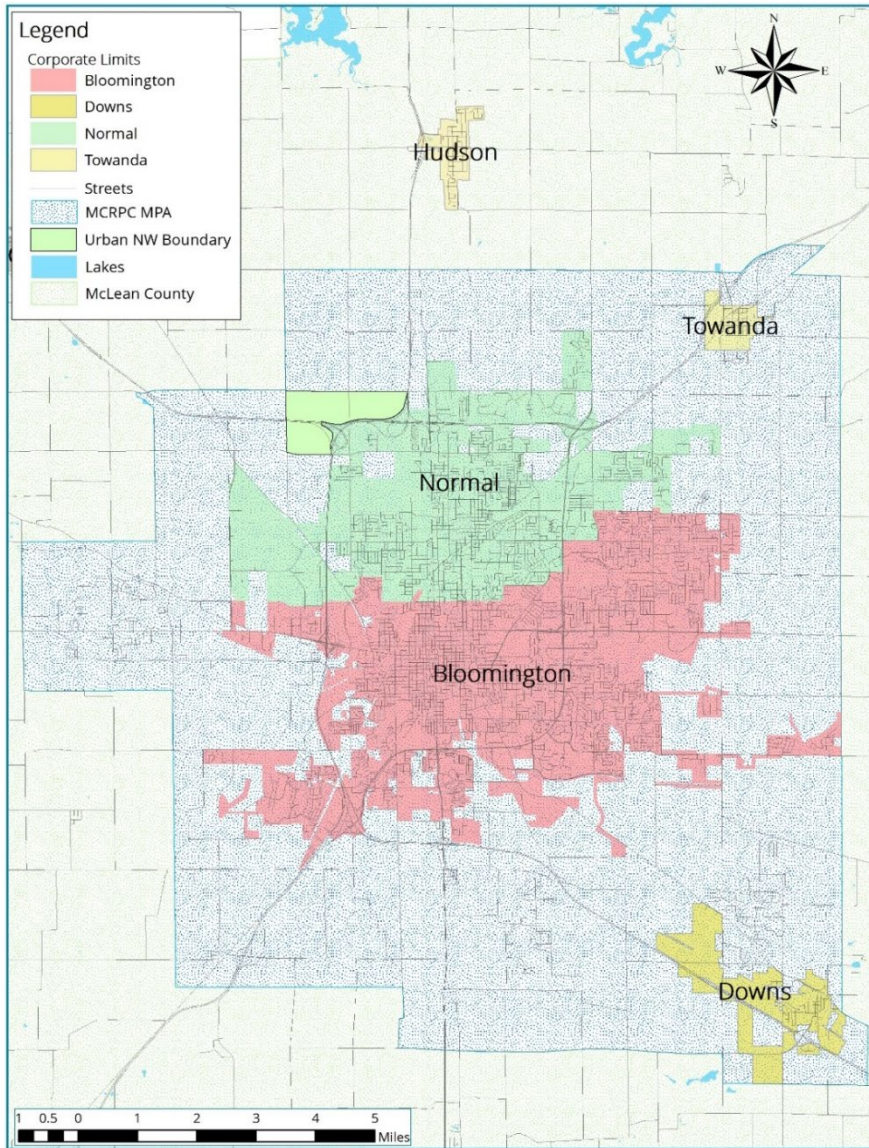 Legend
Corporate Limits
Bloomington
Downs
Normal
Towanda
Streets
MCRPC MPA
Urban NW Boundary
Lakes
McLean County
N
W E
S
Hudson
Towanda
Normal
Bloomington
Downs
1 0.5 0 1 2 3 4 5
Miles